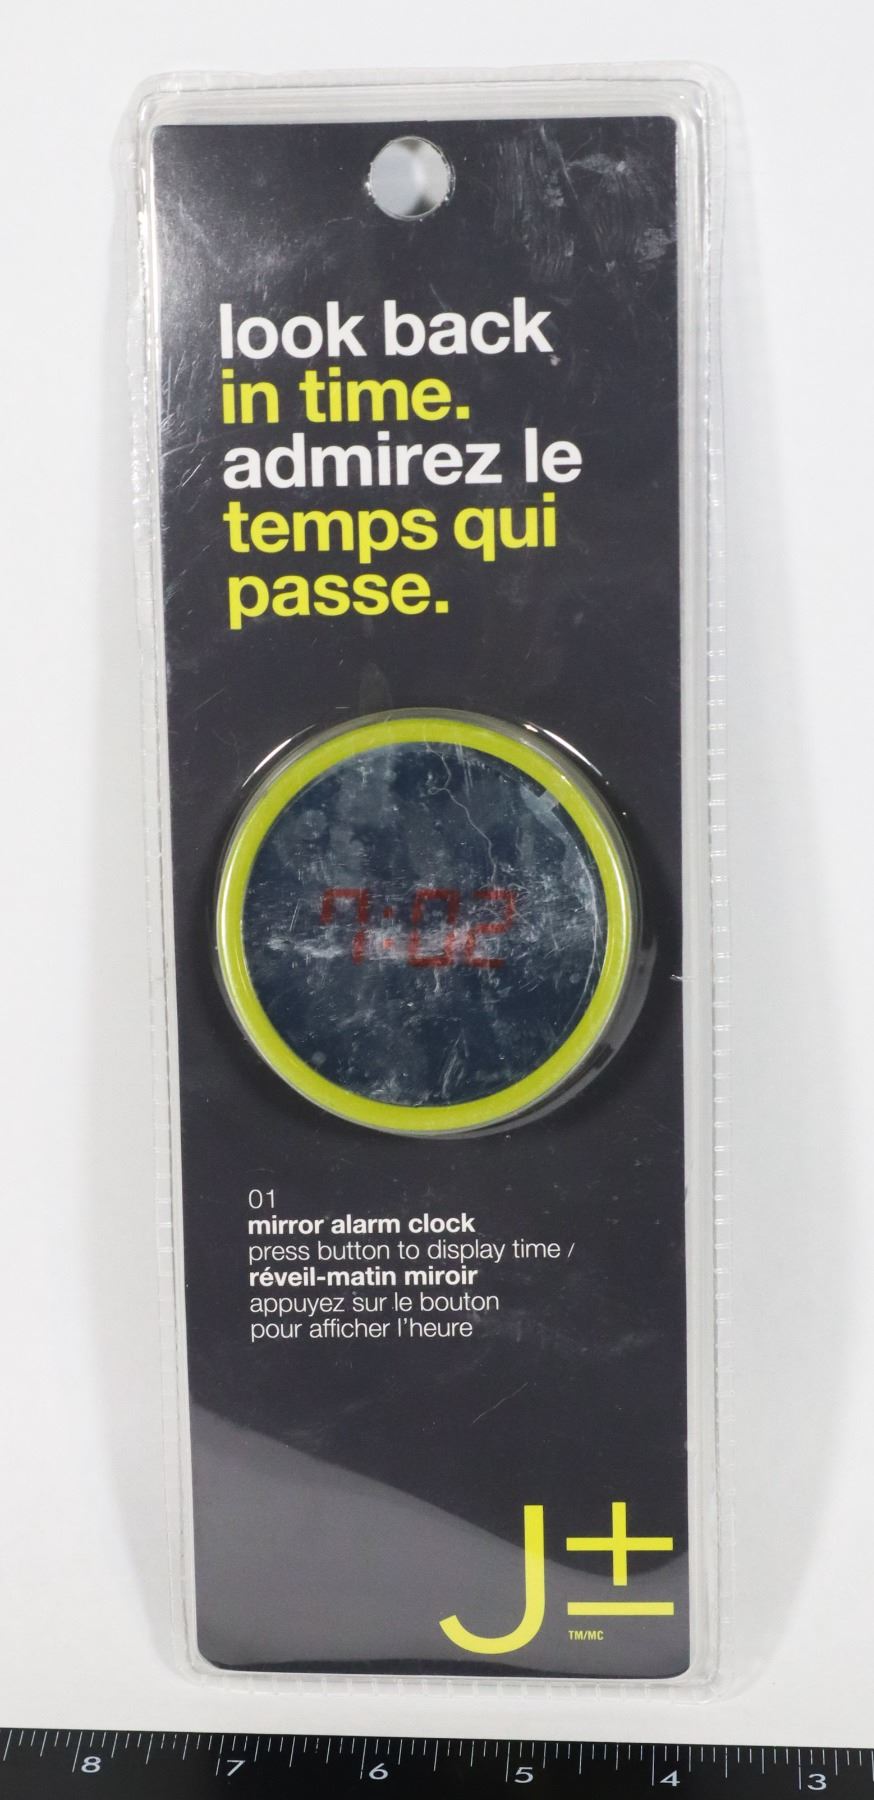 look back
in time.
admirez le
temps qui
passe.
7:02
01
mirror alarm clock
press button to display time /
réveil-matin miroir
appuyez sur le bouton
pour afficher l'heure
J±
TM/MC
8 7 6 5 4 3